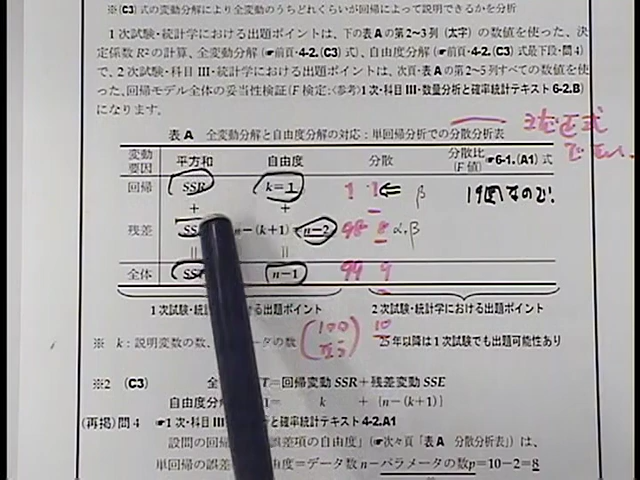 ※(C3)式の変動分解により全変動のうちどれくらいが回帰によって説明できるかを分析
1次試験・統計学における出題ポイントは、下の表Aの第2〜3列(太字)の数値を使った、決
定係数R²の計算、全変動分解(☛前頁・4-2.(C3)式)、自由度分解(☛前頁・4-2.(C3)式最下段・問4)
で、2次試験・科目III・統計学における出題ポイントは、次頁・表Aの第2〜5列すべての数値を使っ
た、回帰モデル全体の妥当性検証(F検定:〈参考〉1次・科目III・数量分析と確率統計テキスト6-2.B)
になります。
表A 全変動分解と自由度分解の対応:単回帰分析での分散分析表
変動要因 平方和 自由度 分散 分散比(F値) ☛6-1.(A1)式
回帰 SSR k=1 1 1 ⇐ β 1個なので.
+ +
残差 n-(k+1)=n-2 98 8 α,β
|| ||
全体 n-1 99 9
1次試験・統計 ける出題ポイント 2次試験・統計学における出題ポイント
100 10
※ k:説明変数の数、 ータの数 25年以降は1次試験でも出題可能性あり
※2 (C3) 全 T=回帰変動SSR+残差変動SSE
自由度分 1= k + {n-(k+1)}
(再掲)問4 ☛1次・科目III・ と確率統計テキスト4-2.A1
設問の回帰 誤差項の自由度」(☛次々頁「表A 分散分析表」)は、
単回帰の誤差 由度=データ数n-パラメータの数p=10-2=8